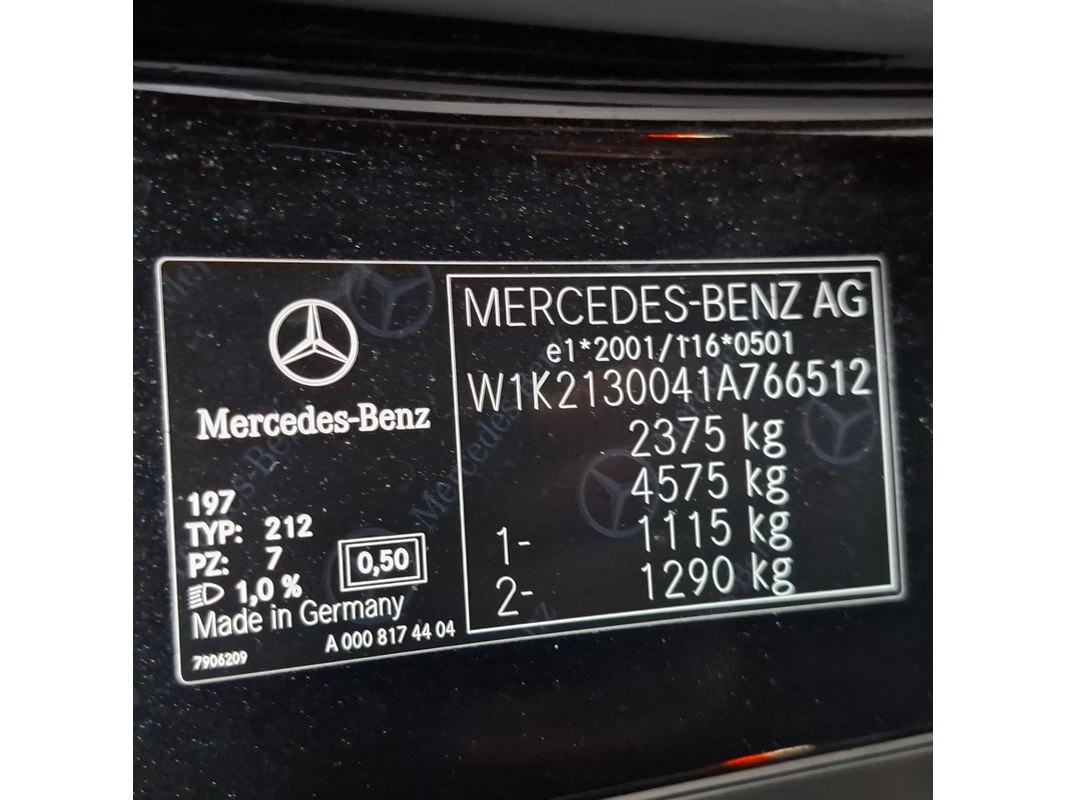 Mercedes-Benz
197
TYP: 212
PZ: 7
1,0 %
0,50
Made in Germany
A 000 817 44 04
7906209
MERCEDES-BENZ AG
e1*2001/116*0501
W1K2130041A766512
2375 kg
4575 kg
1- 1115 kg
2- 1290 kg